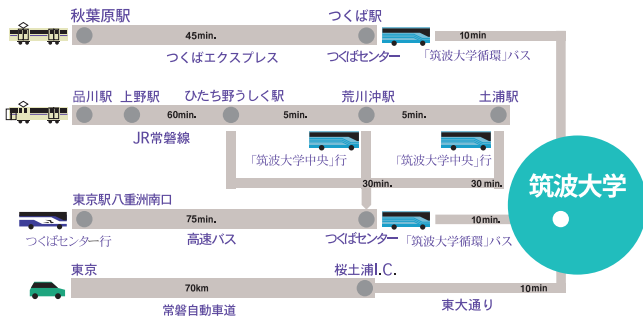 秋葉原駅
つくば駅
45min.
10min
つくばエクスプレス
つくばセンター
「筑波大学循環」バス
品川駅
上野駅
ひたち野うしく駅
荒川沖駅
土浦駅
60min.
5min.
5min.
JR常磐線
「筑波大学中央」行
「筑波大学中央」行
30min.
30min.
筑波大学
東京駅八重洲南口
75min.
10min.
つくばセンター行
高速バス
つくばセンター
「筑波大学循環」バス
東京
桜土浦I.C.
70km
10min
常磐自動車道
東大通り